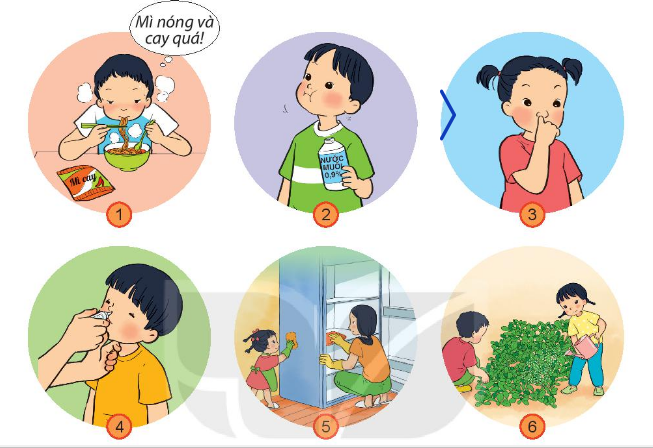 Mì nóng và
cay quá!
Mì cay
1
NƯỚC
MUỐI
0,9%
2
3
4
5
6